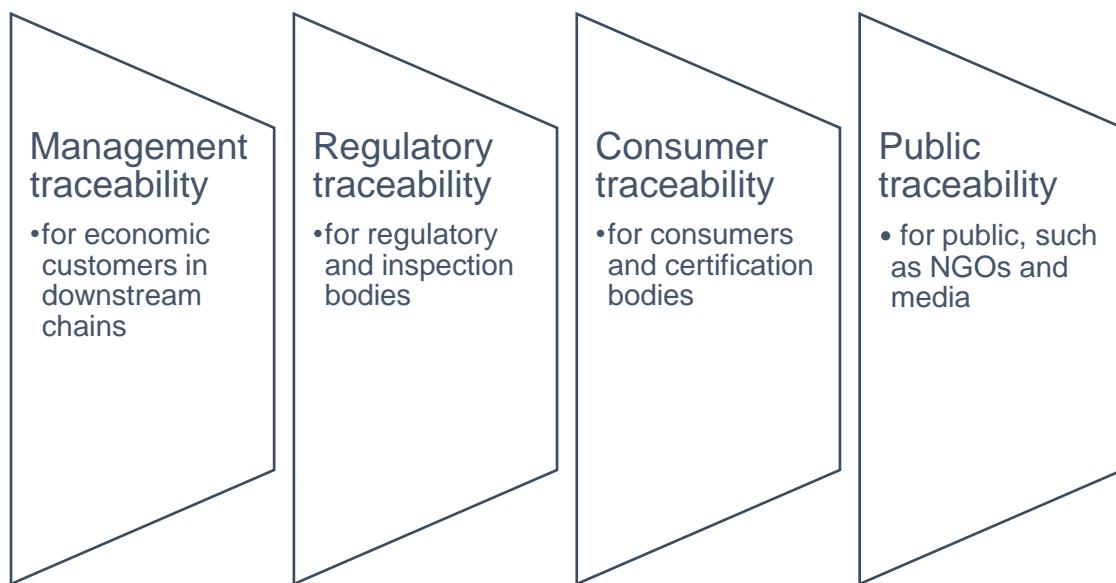 Management
traceability
•for economic
customers in
downstream
chains
Regulatory
traceability
•for regulatory
and inspection
bodies
Consumer
traceability
•for consumers
and certification
bodies
Public
traceability
• for public, such
as NGOs and
media